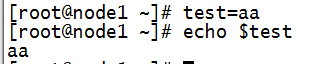 [root@node1 ~]# test=aa
[root@node1 ~]# echo $test
aa